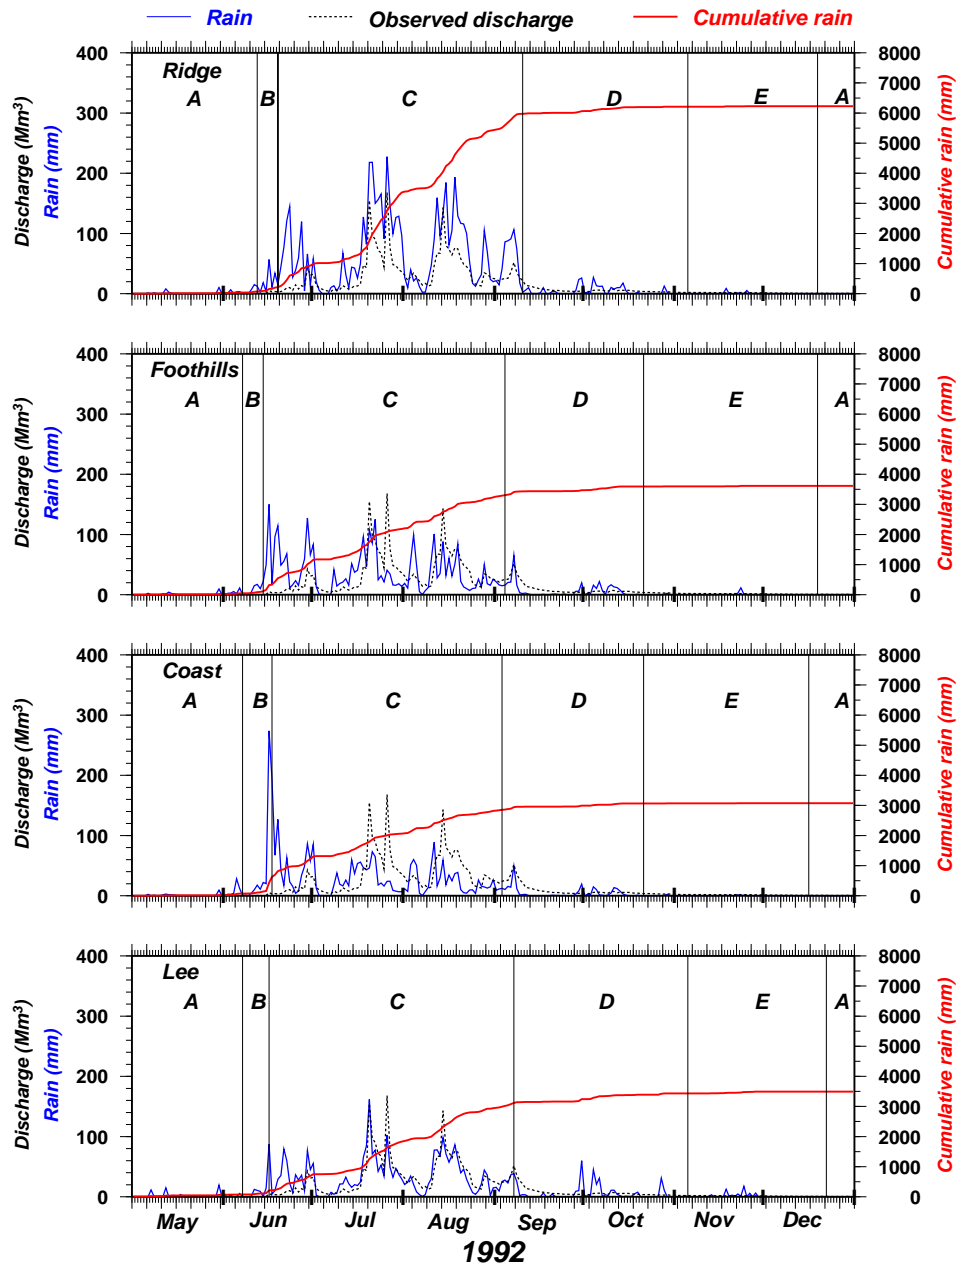 Rain Observed discharge Cumulative rain
Discharge (Mm³)
Rain (mm)
400
300
200
100
0
Ridge
A B C D E A
8000
7000
6000
5000
4000
3000
2000
1000
0
Cumulative rain (mm)
Discharge (Mm³)
Rain (mm)
400
300
200
100
0
Foothills
A B C D E A
8000
7000
6000
5000
4000
3000
2000
1000
0
Cumulative rain (mm)
Discharge (Mm³)
Rain (mm)
400
300
200
100
0
Coast
A B C D E A
8000
7000
6000
5000
4000
3000
2000
1000
0
Cumulative rain (mm)
Discharge (Mm³)
Rain (mm)
400
300
200
100
0
Lee
A B C D E A
8000
7000
6000
5000
4000
3000
2000
1000
0
Cumulative rain (mm)
May Jun Jul Aug Sep Oct Nov Dec
1992